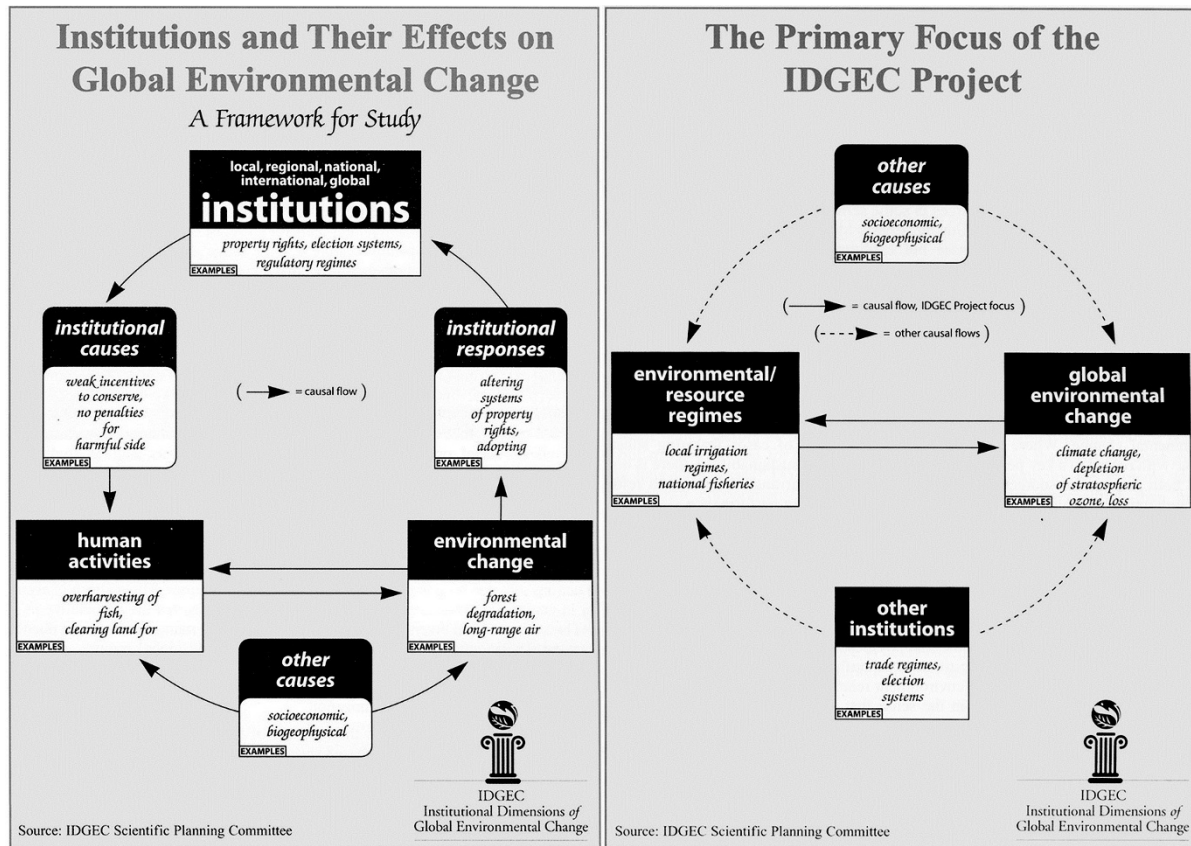 Institutions and Their Effects on
Global Environmental Change
A Framework for Study
local, regional, national,
international, global
institutions
property rights, election systems,
regulatory regimes
EXAMPLES
institutional
causes
weak incentives
to conserve,
no penalties
for
harmful side
EXAMPLES
( = causal flow )
institutional
responses
altering
systems
of property
rights,
adopting
EXAMPLES
human
activities
overharvesting of
fish,
clearing land for
EXAMPLES
environmental
change
forest
degradation,
long-range air
EXAMPLES
other
causes
socioeconomic,
biogeophysical
EXAMPLES
IDGEC
Institutional Dimensions of
Global Environmental Change
Source: IDGEC Scientific Planning Committee
The Primary Focus of the
IDGEC Project
other
causes
socioeconomic,
biogeophysical
EXAMPLES
( = causal flow, IDGEC Project focus )
( = other causal flows )
environmental/
resource
regimes
local irrigation
regimes,
national fisheries
EXAMPLES
global
environmental
change
climate change,
depletion
of stratospheric
ozone, loss
EXAMPLES
other
institutions
trade regimes,
election
systems
EXAMPLES
IDGEC
Institutional Dimensions of
Global Environmental Change
Source: IDGEC Scientific Planning Committee